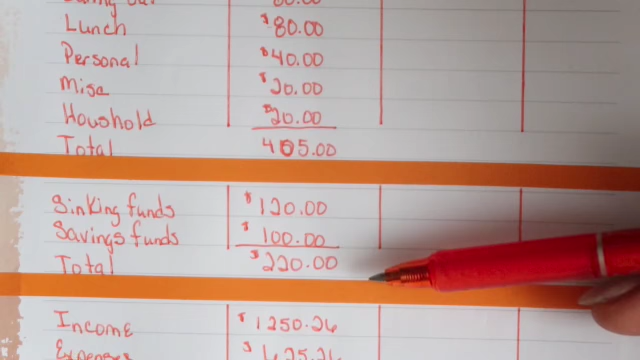 Lunch $80.00
Personal $40.00
Misc $20.00
Houshold $20.00
Total 405.00
Sinking funds $120.00
Savings funds $100.00
Total $220.00
Income $1250.26
Expenses $